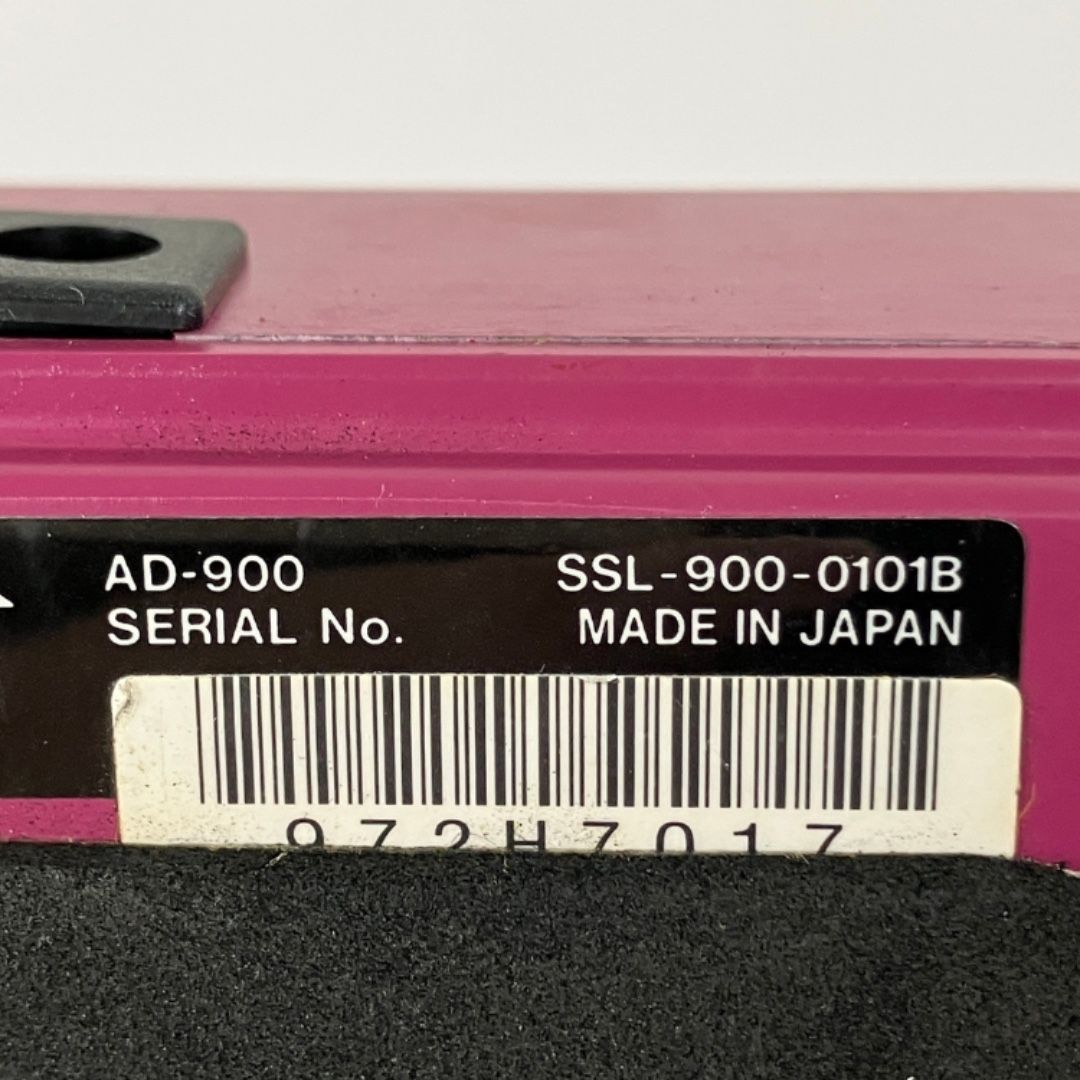 AD-900
SSL-900-0101B
SERIAL No.
MADE IN JAPAN
972H7017